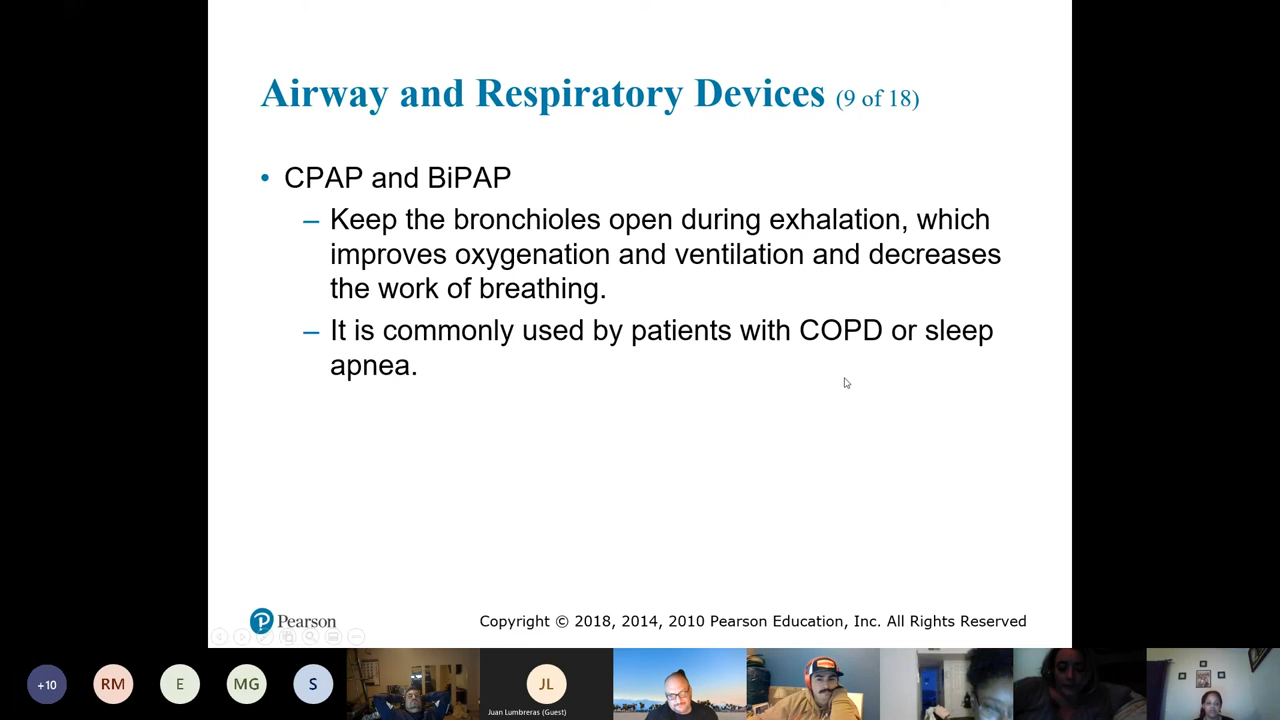 Airway and Respiratory Devices (9 of 18)
• CPAP and BiPAP
– Keep the bronchioles open during exhalation, which
improves oxygenation and ventilation and decreases
the work of breathing.
– It is commonly used by patients with COPD or sleep
apnea.
Pearson
Copyright © 2018, 2014, 2010 Pearson Education, Inc. All Rights Reserved
+10 RM E MG S JL
Juan Lumbreras (Guest)